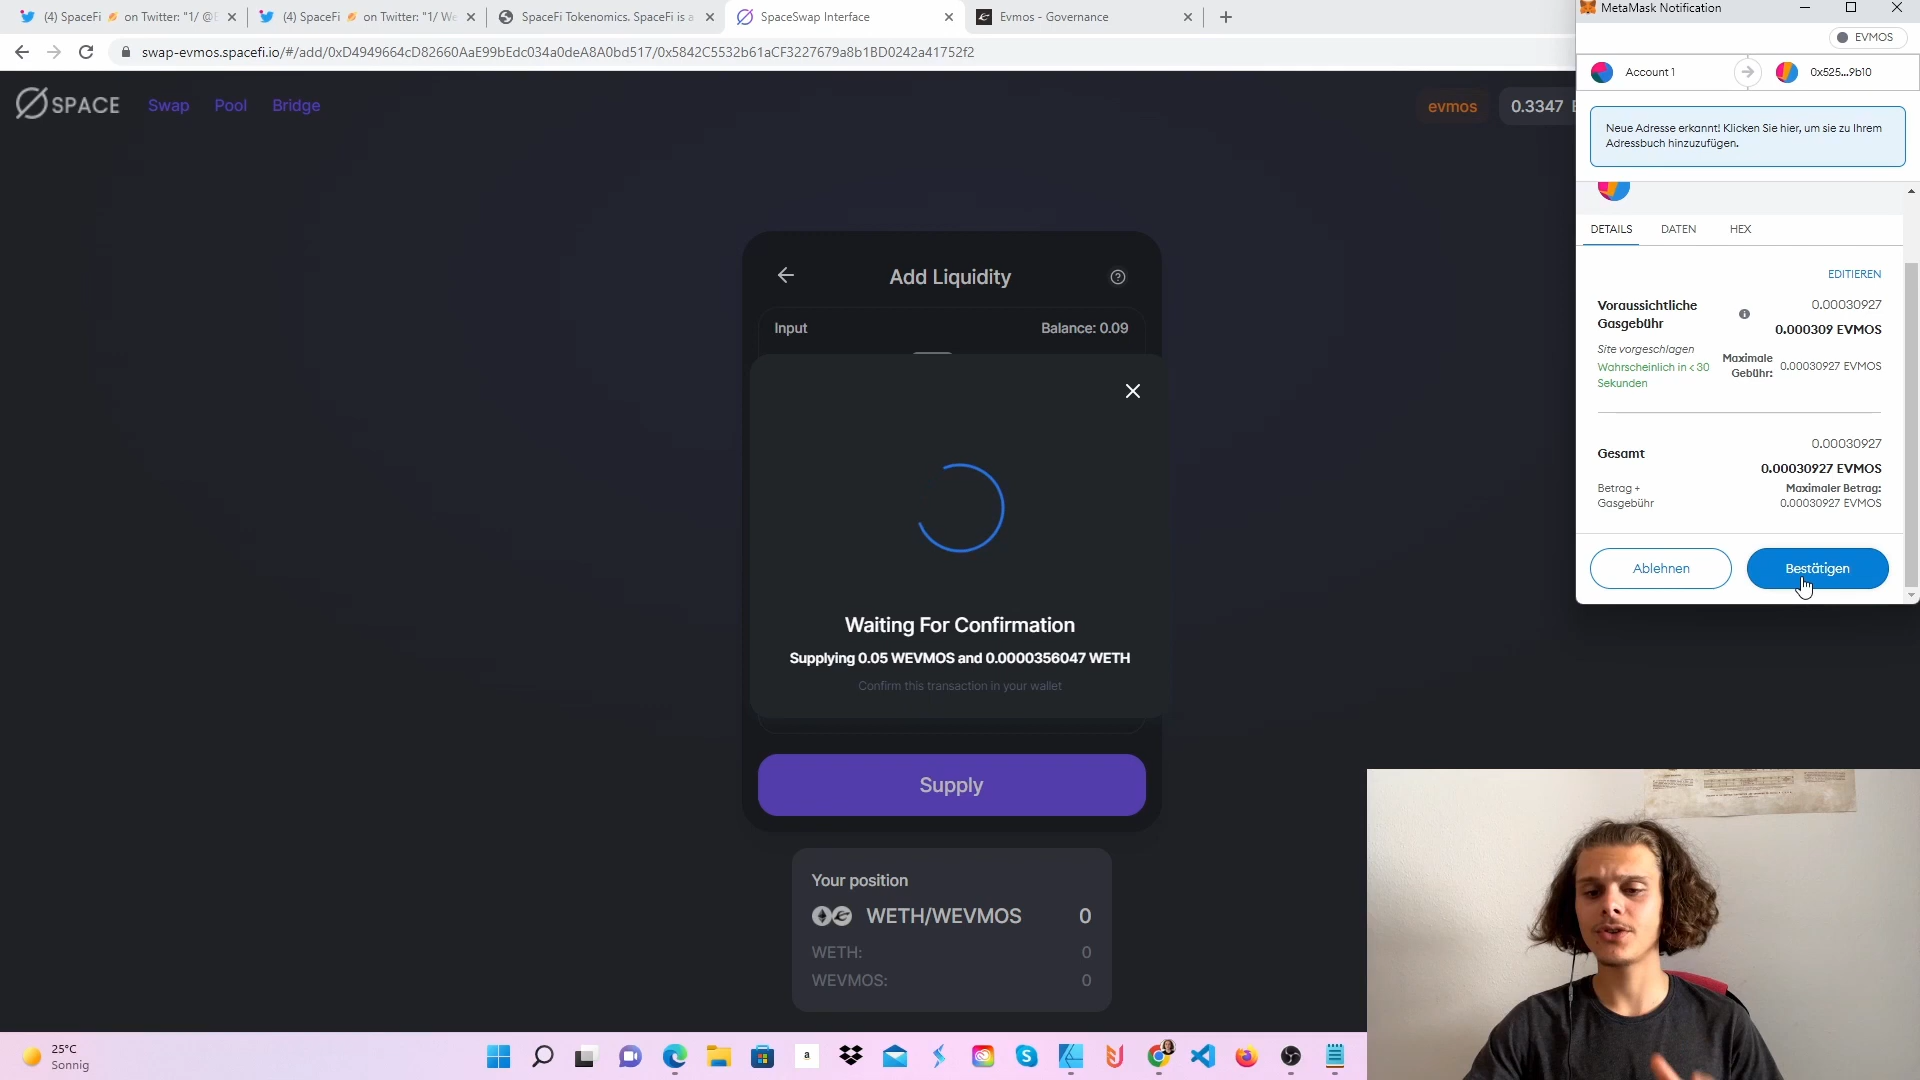 (4) SpaceFi on Twitter: "1/ @E
(4) SpaceFi on Twitter: "1/ We
SpaceFi Tokenomics. SpaceFi is a
SpaceSwap Interface
Evmos - Governance
swap-evmos.spacefi.io/#/add/0xD4949664cD82660AaE99bEdc034a0deA8A0bd517/0x5842C5532b61aCF3227679a8b1BD0242a41752f2
SPACE
Swap
Pool
Bridge
evmos
0.3347
Add Liquidity
Input
Balance: 0.09
Waiting For Confirmation
Supplying 0.05 WEVMOS and 0.0000356047 WETH
Confirm this transaction in your wallet
Supply
Your position
WETH/WEVMOS 0
WETH: 0
WEVMOS: 0
MetaMask Notification
EVMOS
Account 1
0x525...9b10
Neue Adresse erkannt! Klicken Sie hier, um sie zu Ihrem
Adressbuch hinzuzufügen.
DETAILS
DATEN
HEX
EDITIEREN
Voraussichtliche
Gasgebühr
0.00030927
0.000309 EVMOS
Site vorgeschlagen
Wahrscheinlich in < 30
Sekunden
Maximale
Gebühr:
0.00030927 EVMOS
Gesamt
0.00030927
0.00030927 EVMOS
Betrag +
Gasgebühr
Maximaler Betrag:
0.00030927 EVMOS
Ablehnen
Bestätigen
25°C
Sonnig